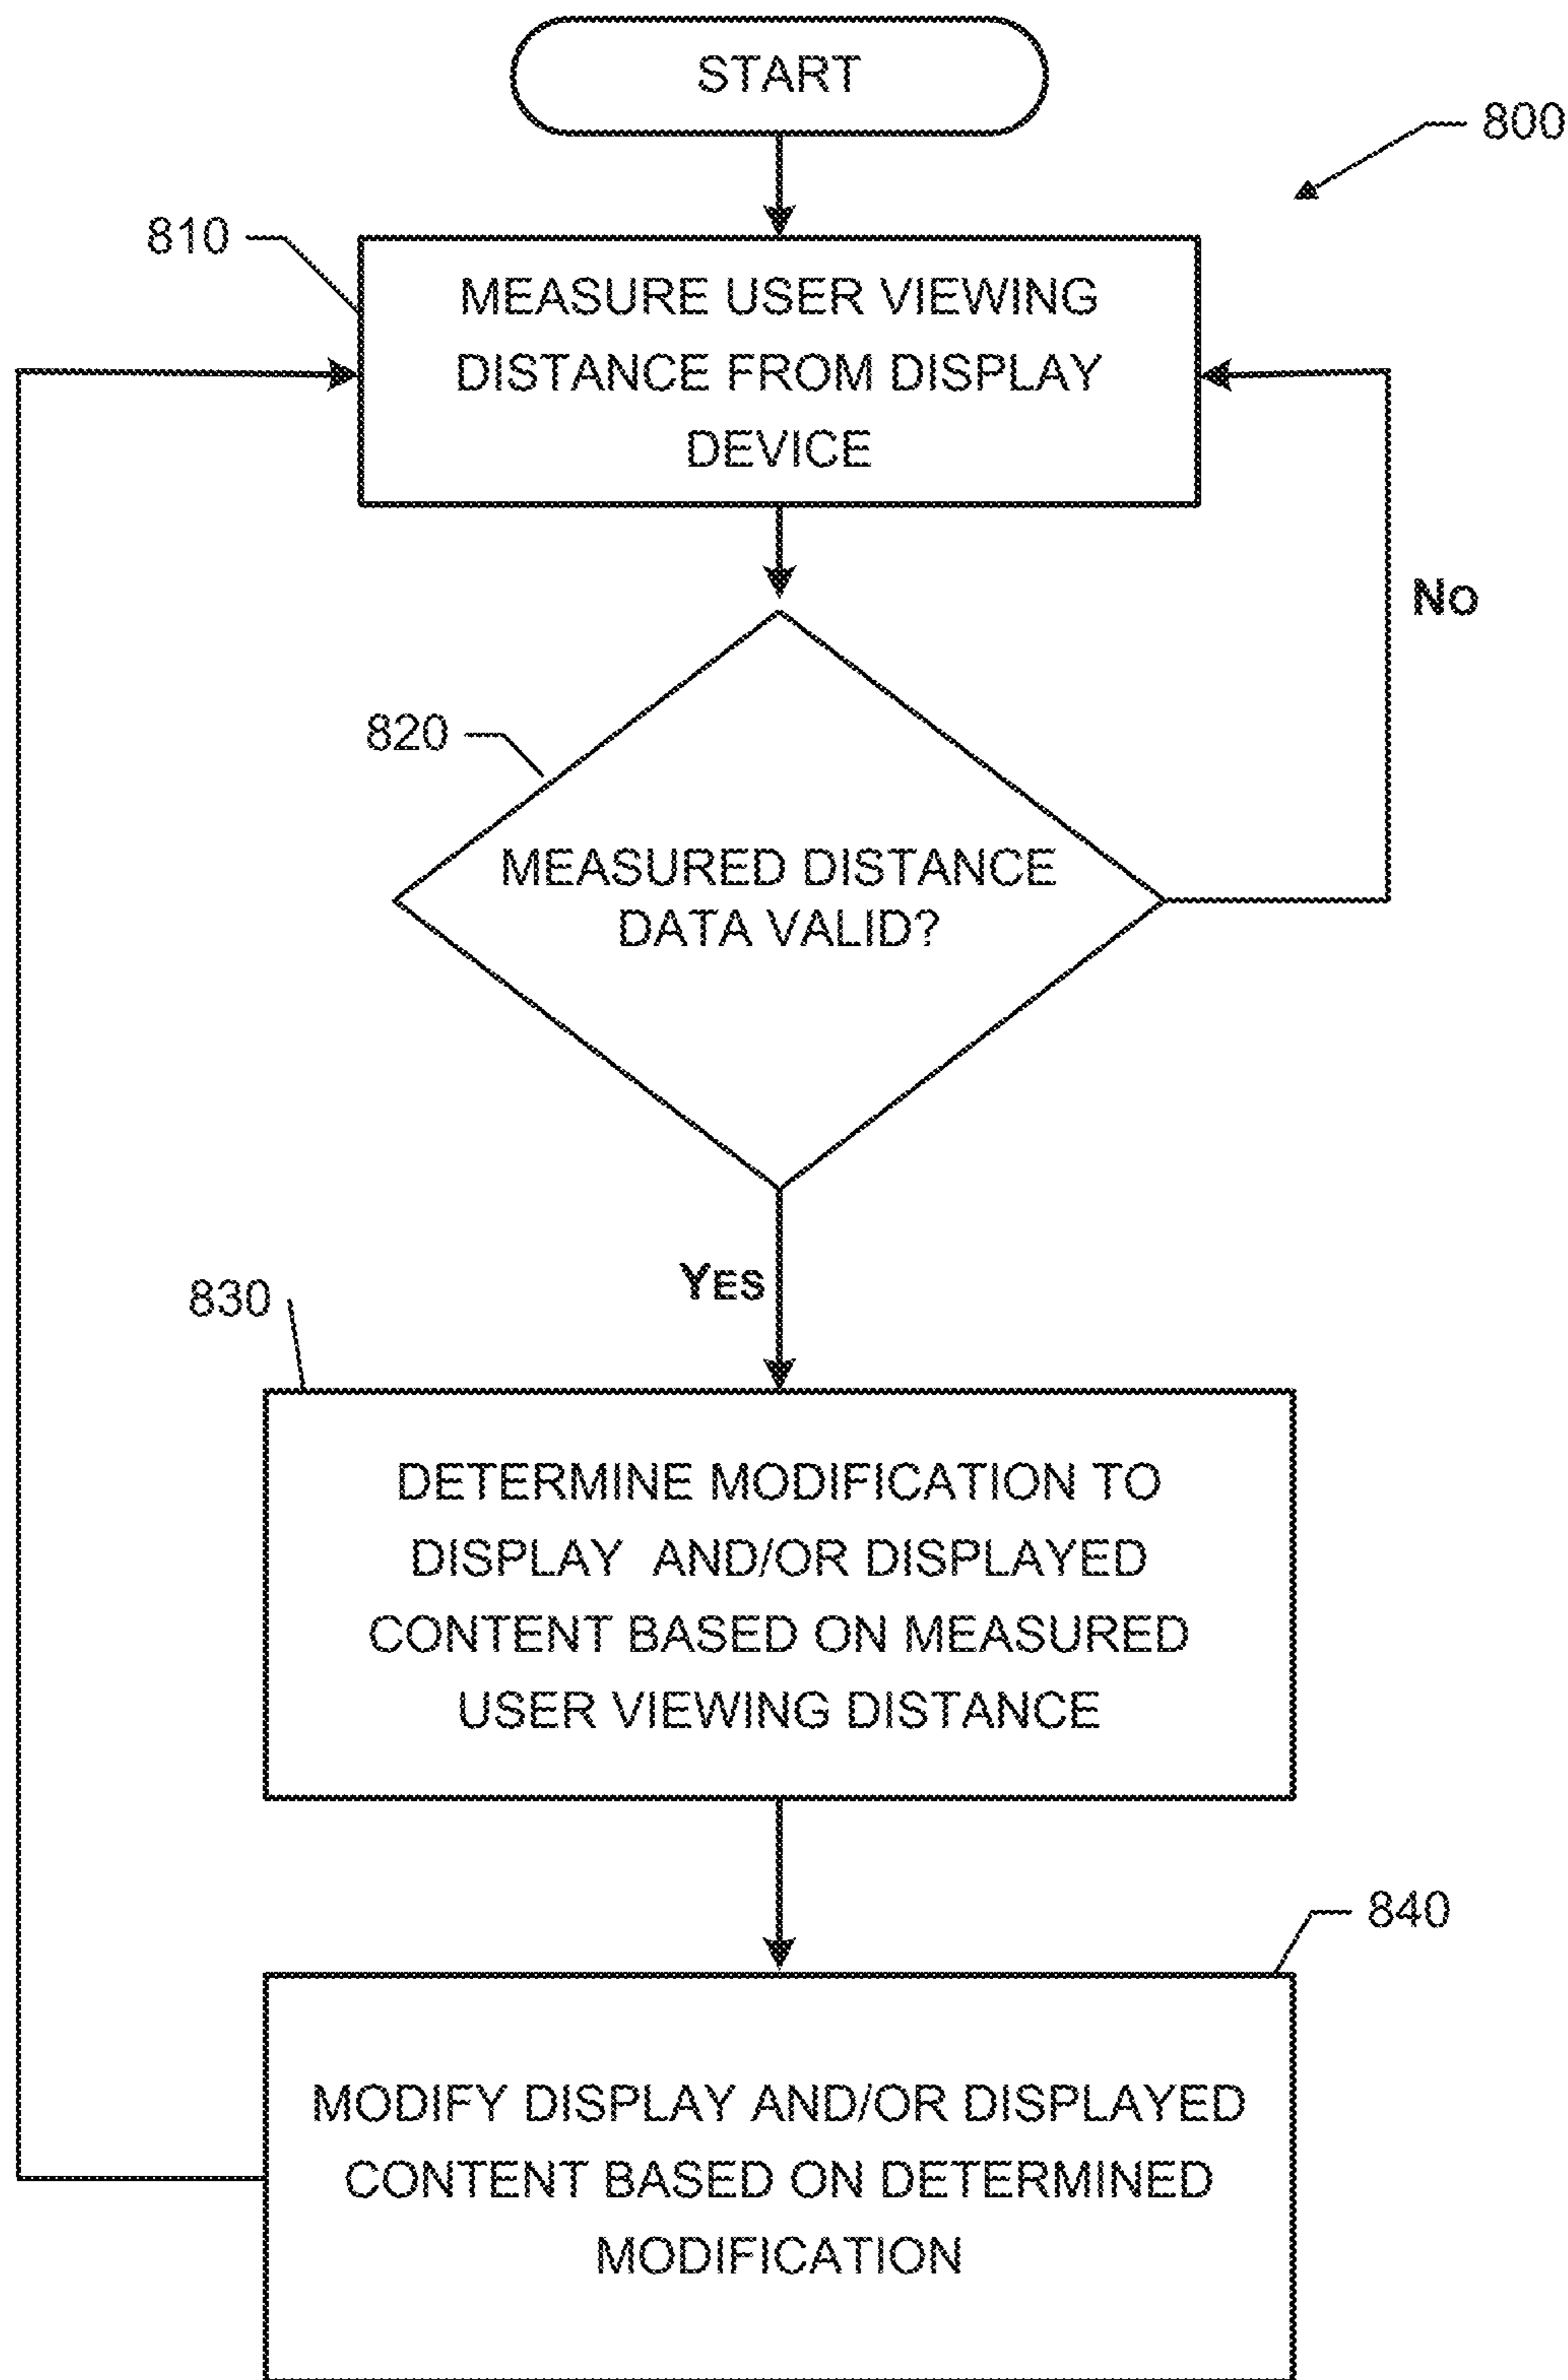 START
800
810
MEASURE USER VIEWING
DISTANCE FROM DISPLAY
DEVICE
NO
820
MEASURED DISTANCE
DATA VALID?
YES
830
DETERMINE MODIFICATION TO
DISPLAY AND/OR DISPLAYED
CONTENT BASED ON MEASURED
USER VIEWING DISTANCE
840
MODIFY DISPLAY AND/OR DISPLAYED
CONTENT BASED ON DETERMINED
MODIFICATION